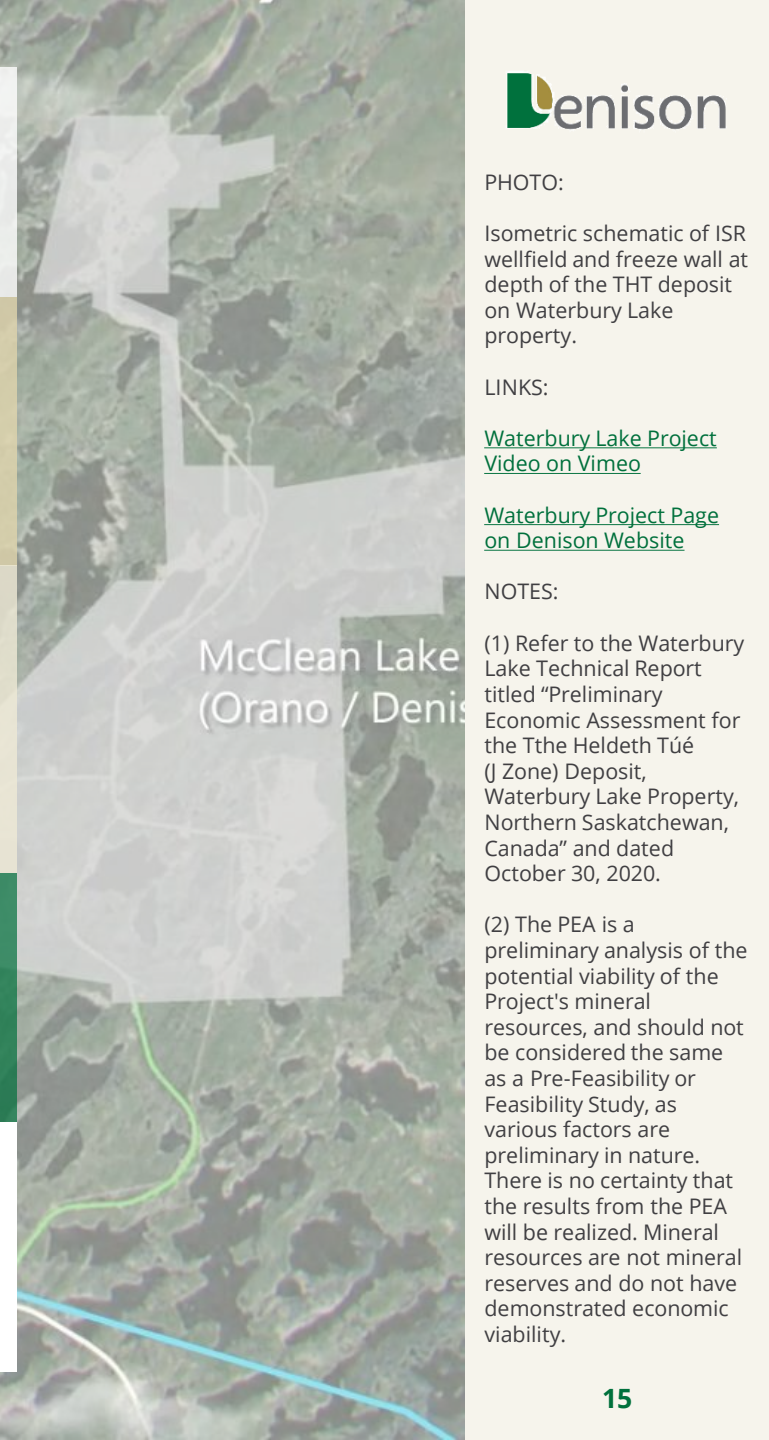 McClean Lake
(Orano / Denis
Denison
PHOTO:
Isometric schematic of ISR
wellfield and freeze wall at
depth of the THT deposit
on Waterbury Lake
property.
LINKS:
Waterbury Lake Project
Video on Vimeo
Waterbury Project Page
on Denison Website
NOTES:
(1) Refer to the Waterbury
Lake Technical Report
titled “Preliminary
Economic Assessment for
the Tthe Heldeth Túé
(J Zone) Deposit,
Waterbury Lake Property,
Northern Saskatchewan,
Canada” and dated
October 30, 2020.
(2) The PEA is a
preliminary analysis of the
potential viability of the
Project's mineral
resources, and should not
be considered the same
as a Pre-Feasibility or
Feasibility Study, as
various factors are
preliminary in nature.
There is no certainty that
the results from the PEA
will be realized. Mineral
resources are not mineral
reserves and do not have
demonstrated economic
viability.
15